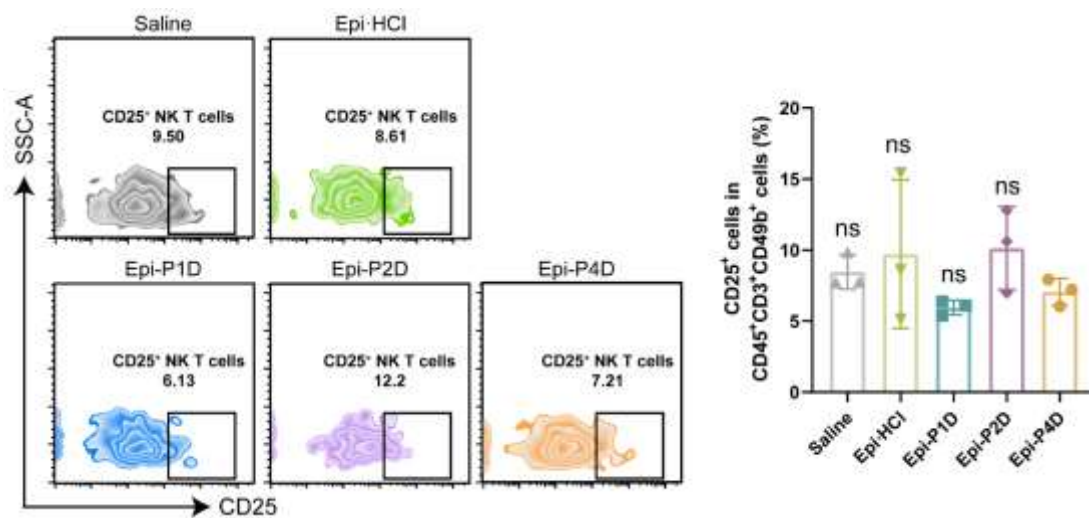 Saline
Epi·HCl
CD25⁺ NK T cells
9.50
CD25⁺ NK T cells
8.61
SSC-A
Epi-P1D
Epi-P2D
Epi-P4D
CD25⁺ NK T cells
6.13
CD25⁺ NK T cells
12.2
CD25⁺ NK T cells
7.21
CD25
CD25⁺ cells in
CD45⁺CD3⁺CD49b⁺ cells (%)
20
15
10
5
0
ns
ns
ns
ns
Saline
Epi·HCl
Epi-P1D
Epi-P2D
Epi-P4D